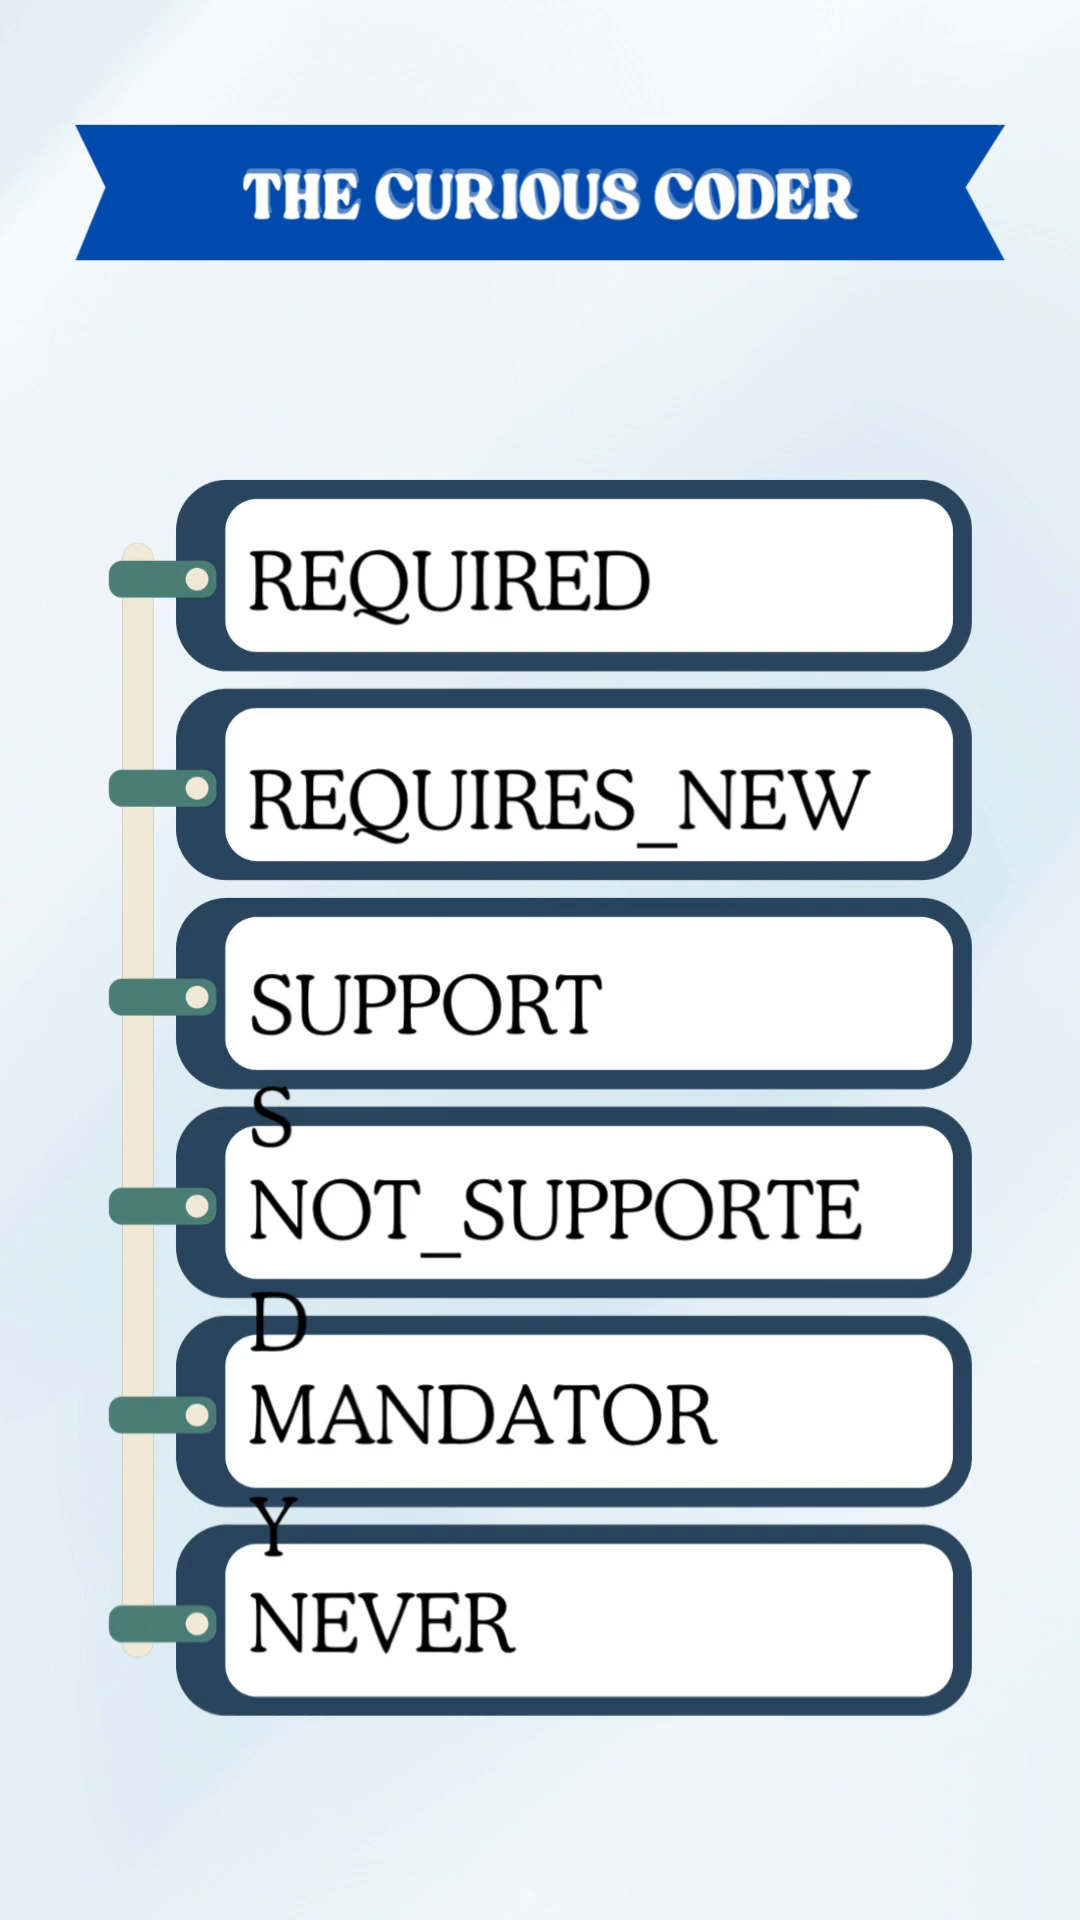 THE CURIOUS CODER
REQUIRED
REQUIRES_NEW
SUPPORT
S
NOT_SUPPORTE
D
MANDATOR
Y
NEVER